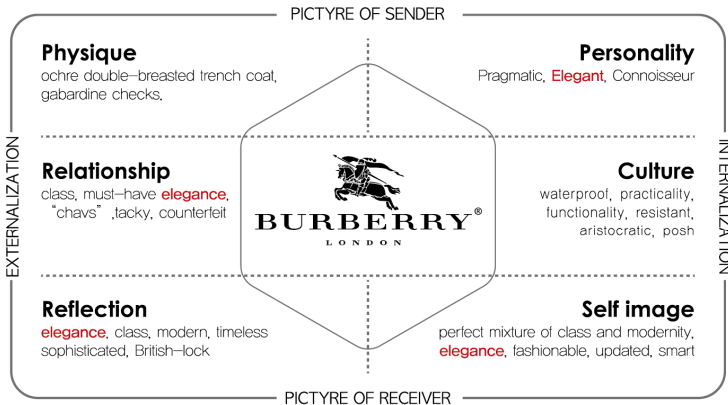 PICTYRE OF SENDER
Physique
ochre double-breasted trench coat,
gabardine checks.
Personality
Pragmatic, Elegant, Connoisseur
EXTERNALIZATION
INTERNALIZATION
Relationship
class, must-have elegance,
“chavs” ,tacky, counterfeit
BURBERRY®
LONDON
Culture
waterproof, practicality,
functionality, resistant,
aristocratic, posh
Reflection
elegance, class, modern, timeless
sophisticated, British-lock
Self image
perfect mixture of class and modernity,
elegance, fashionable, updated, smart
PICTYRE OF RECEIVER